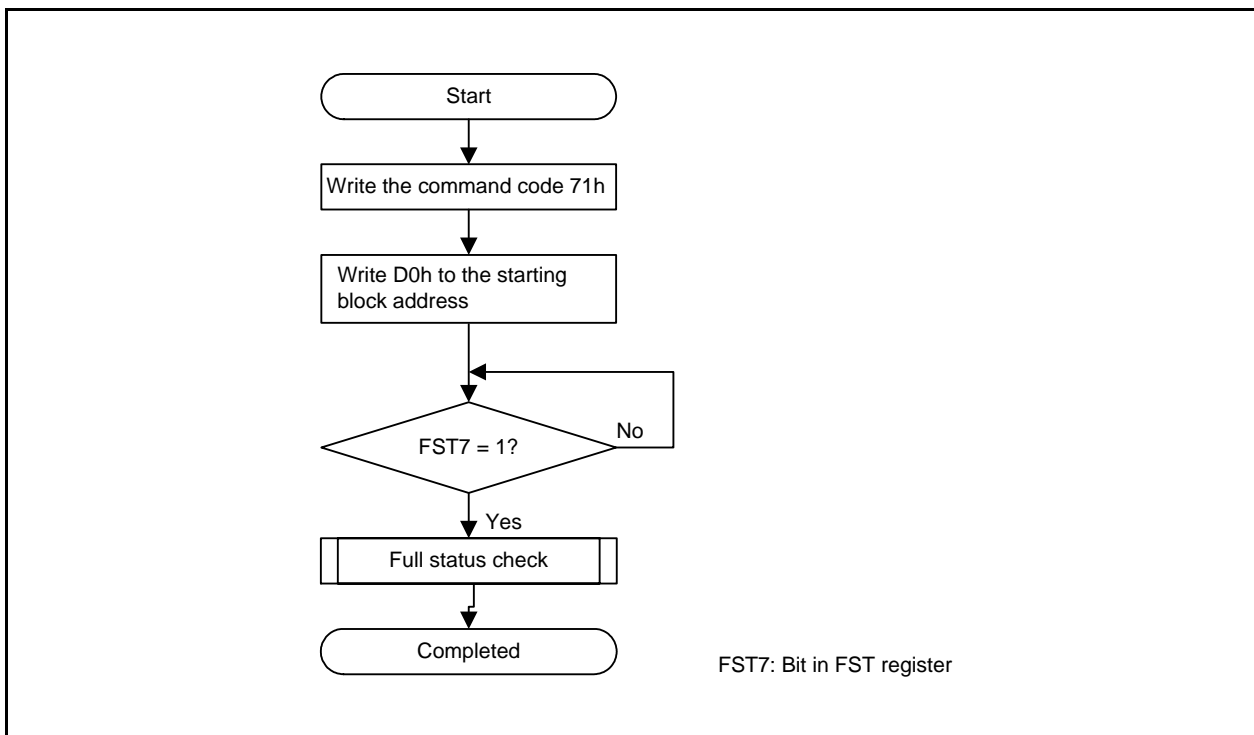 Start
Write the command code 71h
Write D0h to the starting
block address
FST7 = 1?
No
Yes
Full status check
Completed
FST7: Bit in FST register